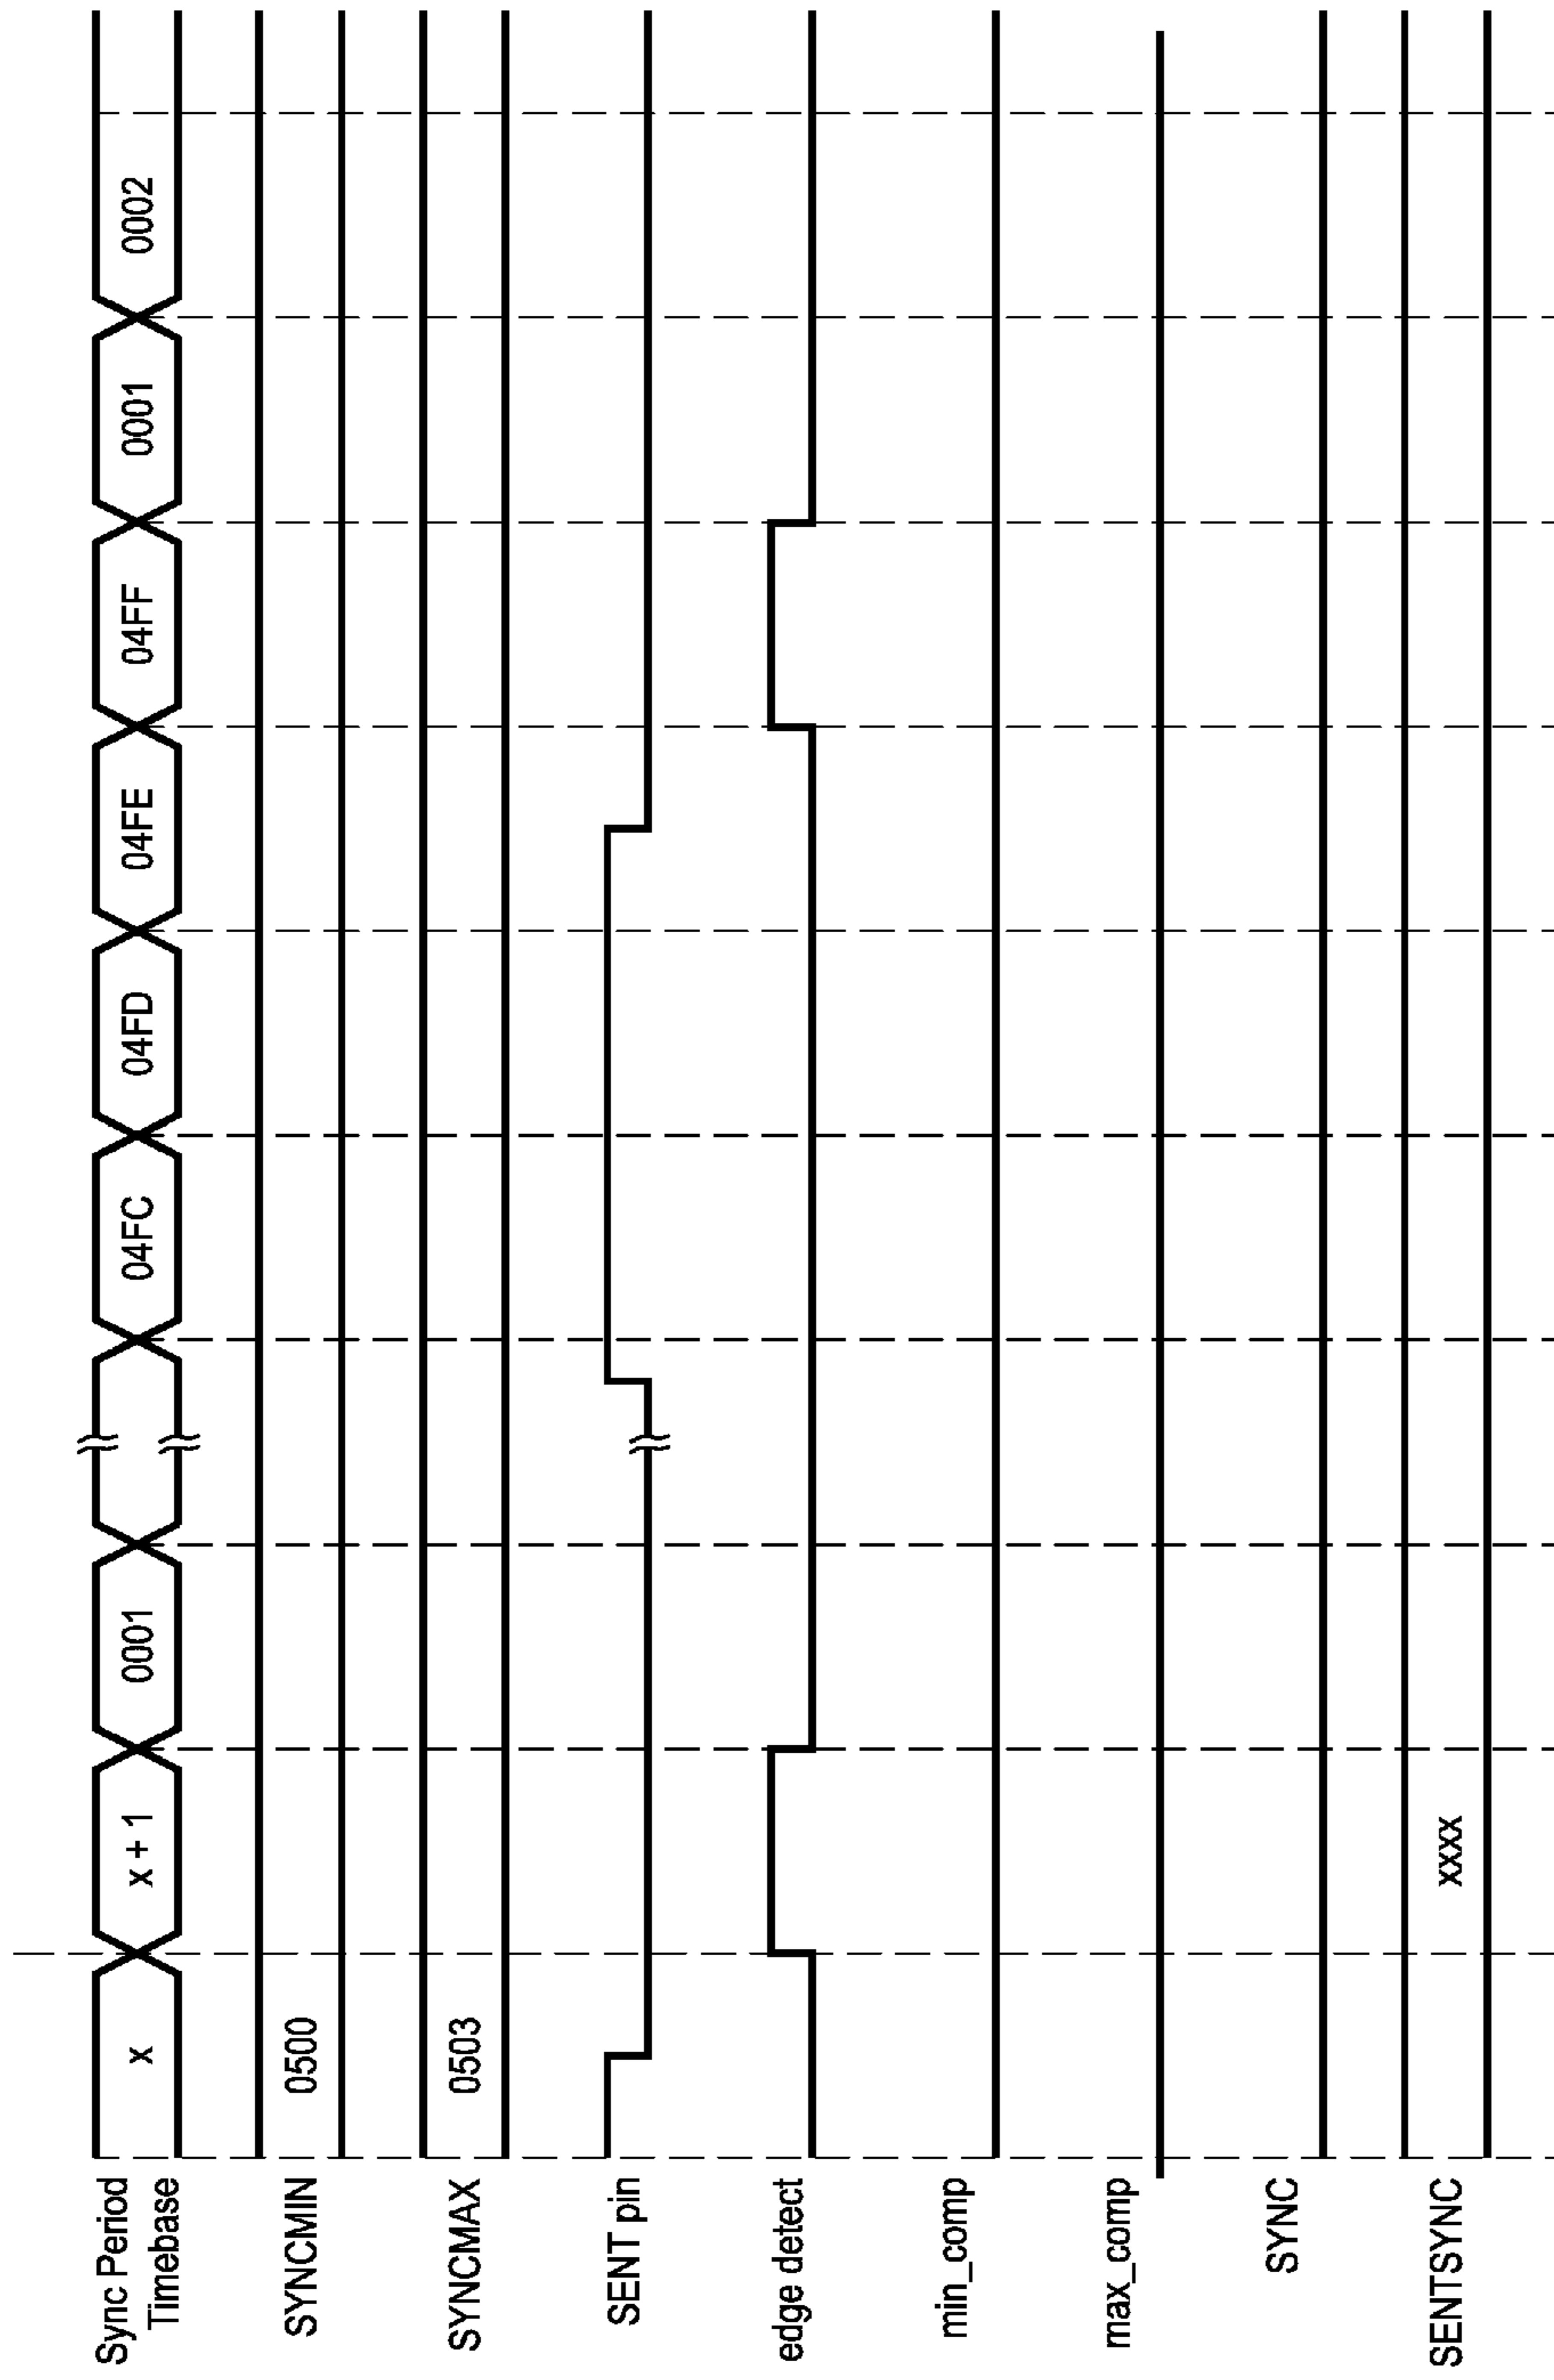 Sync Period
Timebase
x
x + 1
0001
04FC
04FD
04FE
04FF
0001
0002
SYNCMIN
0500
SYNCMAX
0503
SENT pin
edge detect
min_comp
max_comp
SYNC
SENTSYNC
xxxx